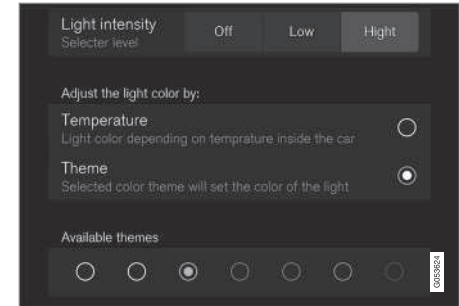 Light intensity
Selecter level
Off Low Hight
Adjust the light color by:
Temperature
Light color depending on temprature inside the car
Theme
Selected color theme will set the color of the light
Available themes
G053624